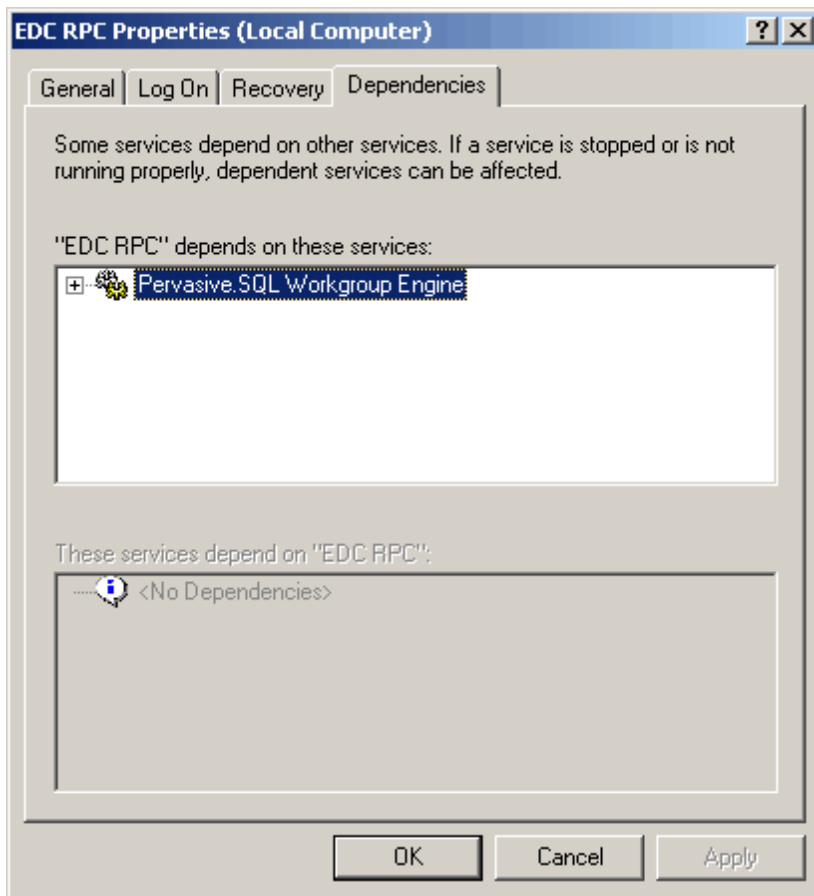 EDC RPC Properties (Local Computer)
General Log On Recovery Dependencies
Some services depend on other services. If a service is stopped or is not
running properly, dependent services can be affected.
"EDC RPC" depends on these services:
Pervasive.SQL Workgroup Engine
These services depend on "EDC RPC":
<No Dependencies>
OK Cancel Apply